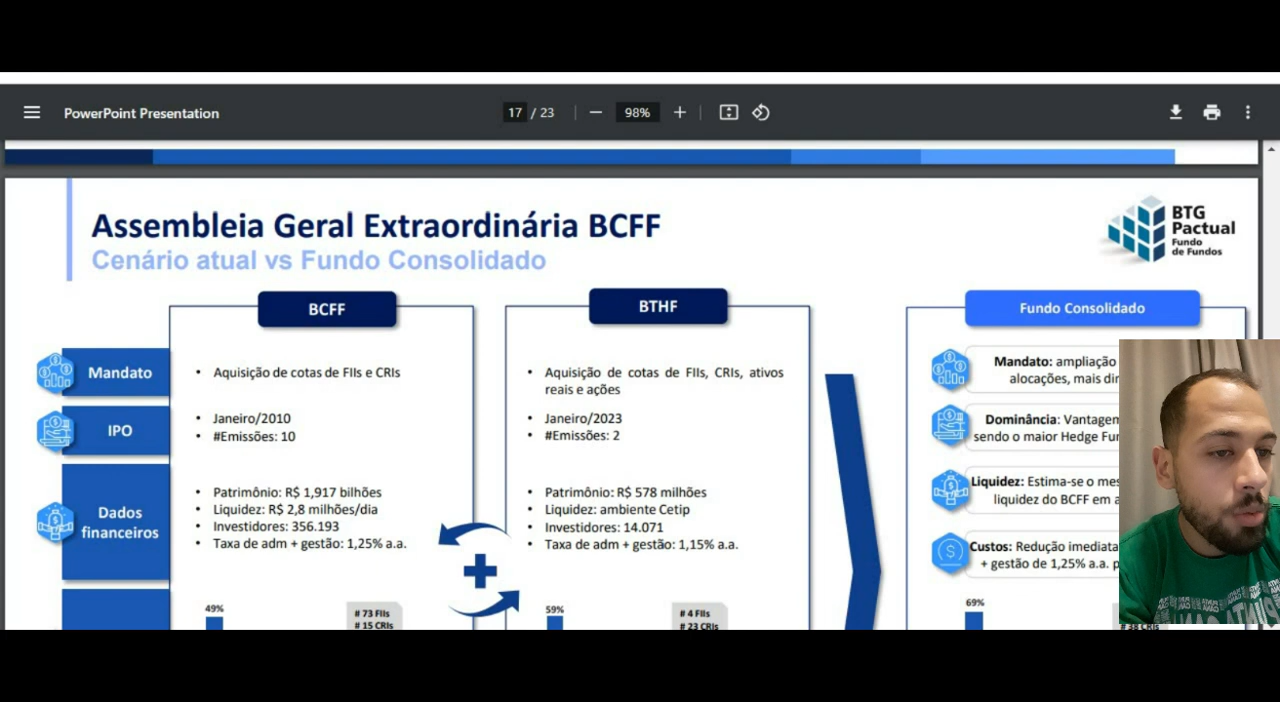 PowerPoint Presentation
17 / 23
98%
Assembleia Geral Extraordinária BCFF
Cenário atual vs Fundo Consolidado
BTG
Pactual
Fundo
de Fundos
BCFF
BTHF
Fundo Consolidado
Mandato
• Aquisição de cotas de FIIs e CRIs
• Aquisição de cotas de FIIs, CRIs, ativos
reais e ações
Mandato: ampliação
alocações, mais
IPO
• Janeiro/2010
• #Emissões: 10
• Janeiro/2023
• #Emissões: 2
Dominância:
sendo o maior Hedge
Dados
financeiros
• Patrimônio: R$ 1,917 bilhões
• Liquidez: R$ 2,8 milhões/dia
• Investidores: 356.193
• Taxa de adm + gestão: 1,25% a.a.
• Patrimônio: R$ 578 milhões
• Liquidez: ambiente Cetip
• Investidores: 14.071
• Taxa de adm + gestão: 1,15% a.a.
Liquidez: Estima-se o
liquidez do BCFF em
Custos: Redução imediata
+ gestão de 1,25% a.a.
49%
# 73 FIIs
# 15 CRIs
59%
# 4 FIIs
# 23 CRIs
69%